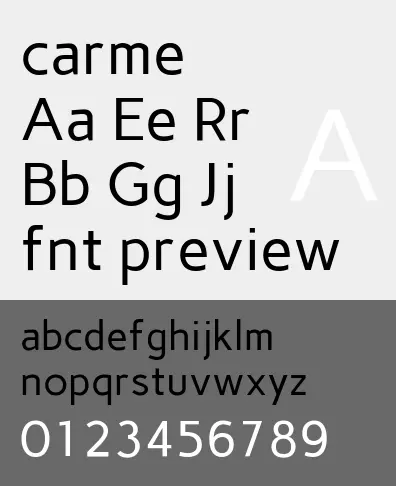 carme
Aa Ee Rr
Bb Gg Jj
A
fnt preview
abcdefghijklm
nopqrstuvwxyz
0123456789